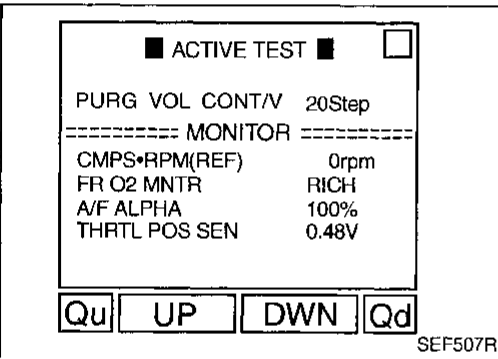 ■ ACTIVE TEST ■
PURG VOL CONT/V 20Step
========== MONITOR ==========
CMPS•RPM(REF) 0rpm
FR O2 MNTR RICH
A/F ALPHA 100%
THRTL POS SEN 0.48V
Qu UP DWN Qd
SEF507R